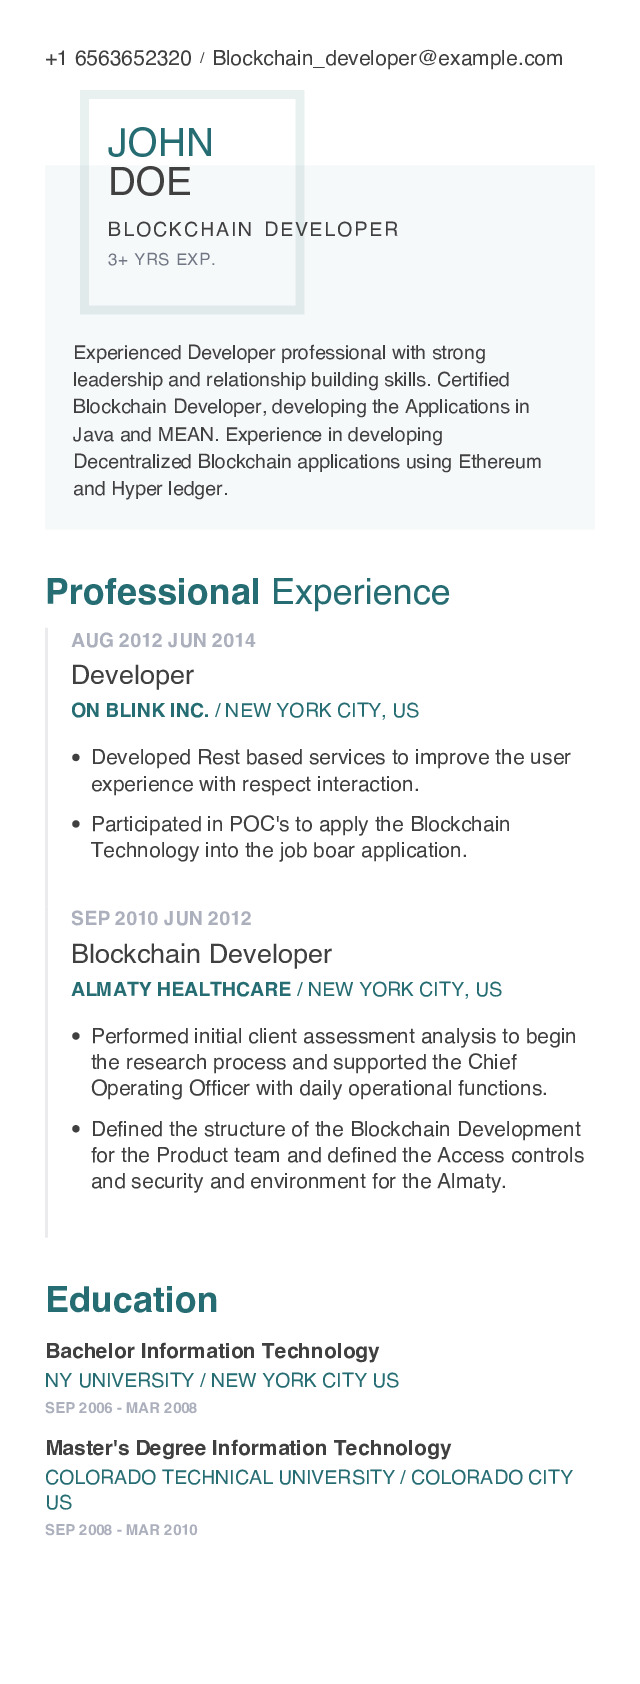 +1 6563652320 / Blockchain_developer@example.com
JOHN
DOE
BLOCKCHAIN DEVELOPER
3+ YRS EXP.
Experienced Developer professional with strong
leadership and relationship building skills. Certified
Blockchain Developer, developing the Applications in
Java and MEAN. Experience in developing
Decentralized Blockchain applications using Ethereum
and Hyper ledger.
Professional Experience
AUG 2012 JUN 2014
Developer
ON BLINK INC. / NEW YORK CITY, US
• Developed Rest based services to improve the user
experience with respect interaction.
• Participated in POC's to apply the Blockchain
Technology into the job boar application.
SEP 2010 JUN 2012
Blockchain Developer
ALMATY HEALTHCARE / NEW YORK CITY, US
• Performed initial client assessment analysis to begin
the research process and supported the Chief
Operating Officer with daily operational functions.
• Defined the structure of the Blockchain Development
for the Product team and defined the Access controls
and security and environment for the Almaty.
Education
Bachelor Information Technology
NY UNIVERSITY / NEW YORK CITY US
SEP 2006 - MAR 2008
Master's Degree Information Technology
COLORADO TECHNICAL UNIVERSITY / COLORADO CITY
US
SEP 2008 - MAR 2010